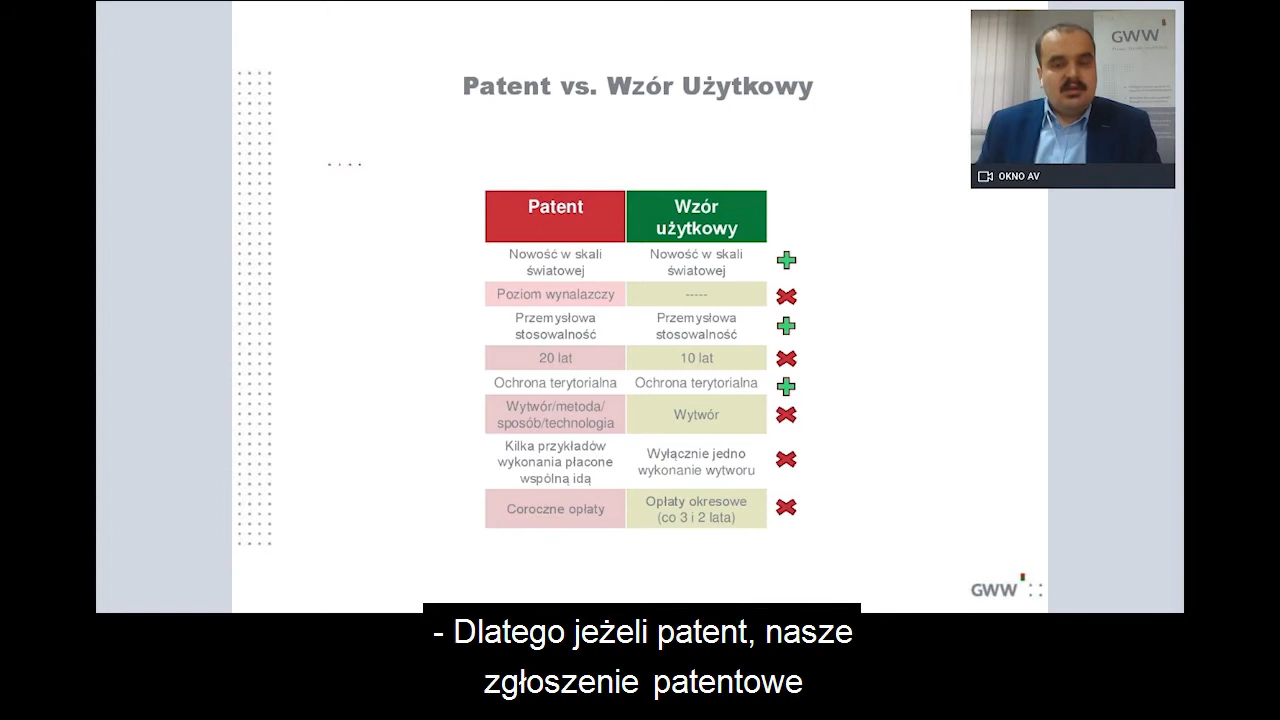 Patent vs. Wzór Użytkowy
GWW
OKNO AV
Patent
Wzór
użytkowy
Nowość w skali
światowej
Nowość w skali
światowej
Poziom wynalazczy
-----
Przemysłowa
stosowalność
Przemysłowa
stosowalność
20 lat
10 lat
Ochrona terytorialna
Ochrona terytorialna
Wytwór/metoda/
sposób/technologia
Wytwór
Kilka przykładów
wykonania płacone
wspólną idą
Wyłącznie jedno
wykonanie wytworu
Coroczne opłaty
Opłaty okresowe
(co 3 i 2 lata)
GWW
- Dlatego jeżeli patent, nasze
zgłoszenie patentowe